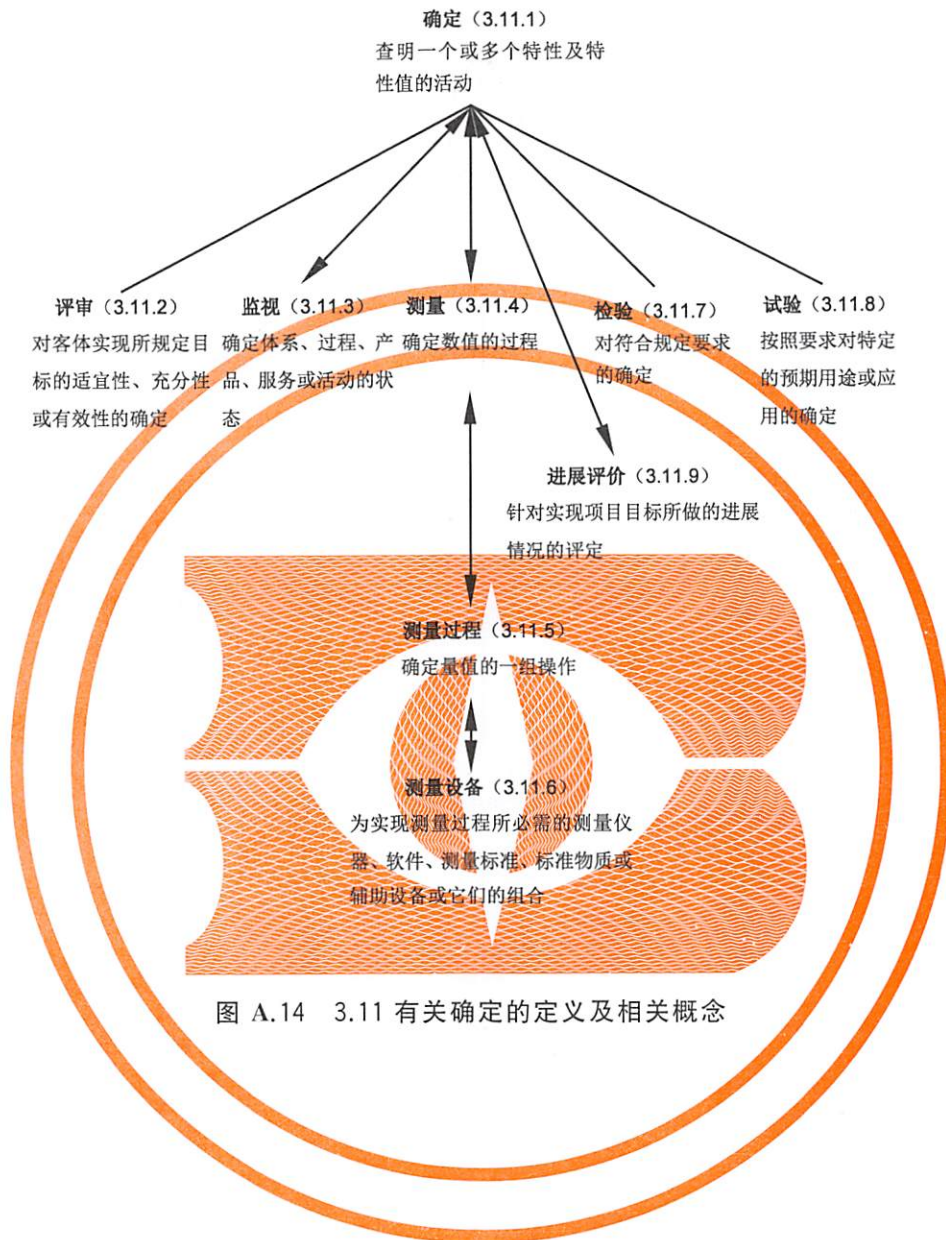 确定（3.11.1）
查明一个或多个特性及特
性值的活动
评审（3.11.2）
对客体实现所规定目
标的适宜性、充分性
或有效性的确定
监视（3.11.3）
确定体系、过程、产
品、服务或活动的状
态
测量（3.11.4）
确定数值的过程
检验（3.11.7）
对符合规定要求
的确定
试验（3.11.8）
按照要求对特定
的预期用途或应
用的确定
进展评价（3.11.9）
针对实现项目目标所做的进展
情况的评定
测量过程（3.11.5）
确定量值的一组操作
测量设备（3.11.6）
为实现测量过程所必需的测量仪
器、软件、测量标准、标准物质或
辅助设备或它们的组合
图 A.14 3.11 有关确定的定义及相关概念